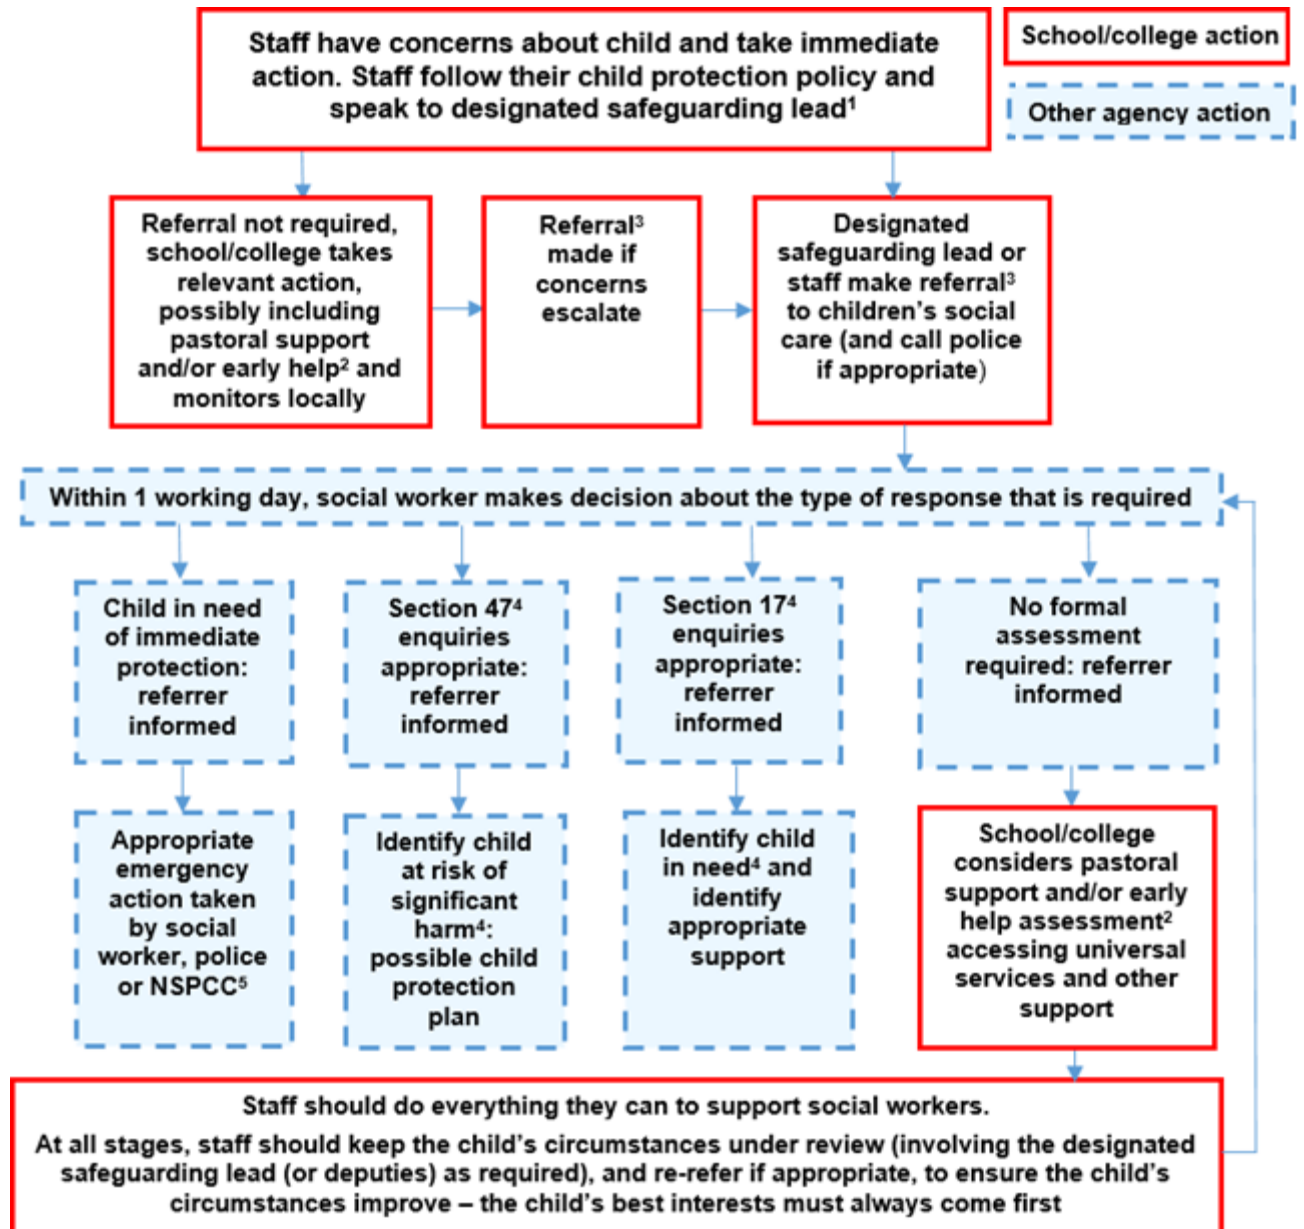 Staff have concerns about child and take immediate
action. Staff follow their child protection policy and
speak to designated safeguarding lead¹
School/college action
Other agency action
Referral not required,
school/college takes
relevant action,
possibly including
pastoral support
and/or early help² and
monitors locally
Referral³
made if
concerns
escalate
Designated
safeguarding lead or
staff make referral³
to children’s social
care (and call police
if appropriate)
Within 1 working day, social worker makes decision about the type of response that is required
Child in need
of immediate
protection:
referrer
informed
Section 47⁴
enquiries
appropriate:
referrer
informed
Section 17⁴
enquiries
appropriate:
referrer
informed
No formal
assessment
required: referrer
informed
Appropriate
emergency
action taken
by social
worker, police
or NSPCC⁵
Identify child
at risk of
significant
harm⁴:
possible child
protection
plan
Identify child
in need⁴ and
identify
appropriate
support
School/college
considers pastoral
support and/or early
help assessment²
accessing universal
services and other
support
Staff should do everything they can to support social workers.
At all stages, staff should keep the child’s circumstances under review (involving the designated
safeguarding lead (or deputies) as required), and re-refer if appropriate, to ensure the child’s
circumstances improve – the child’s best interests must always come first